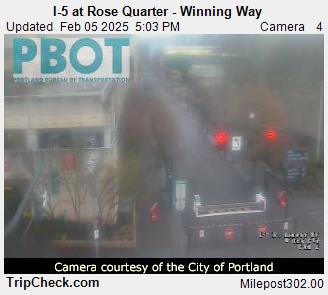 I-5 at Rose Quarter - Winning Way
Updated Feb 05 2025 5:03 PM Camera 4
PBOT
PORTLAND BUREAU OF TRANSPORTATION
Camera courtesy of the City of Portland
TripCheck.com Milepost302.00